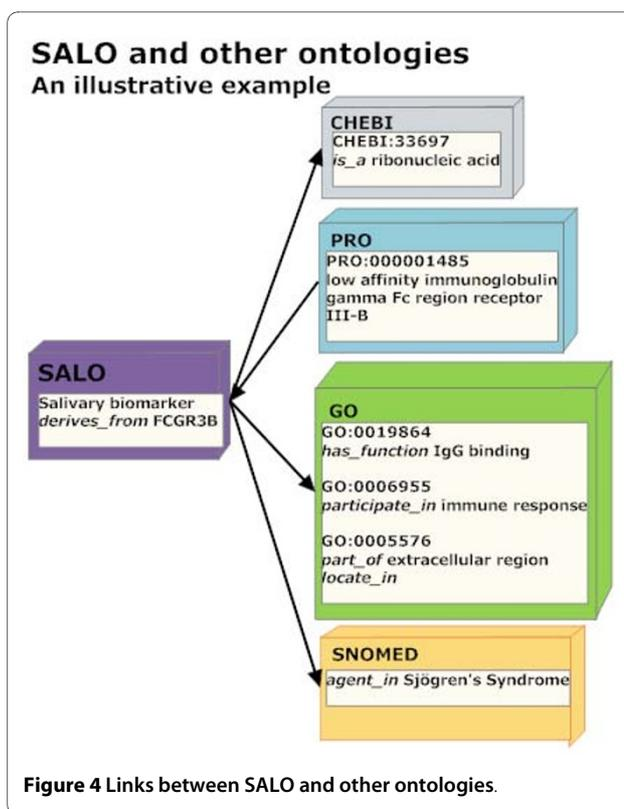 SALO and other ontologies
An illustrative example
CHEBI
CHEBI:33697
is_a ribonucleic acid
PRO
PRO:000001485
low affinity immunoglobulin
gamma Fc region receptor
III-B
SALO
Salivary biomarker
derives_from FCGR3B
GO
GO:0019864
has_function IgG binding
GO:0006955
participate_in immune response
GO:0005576
part_of extracellular region
locate_in
SNOMED
agent_in Sjögren's Syndrome
Figure 4 Links between SALO and other ontologies.